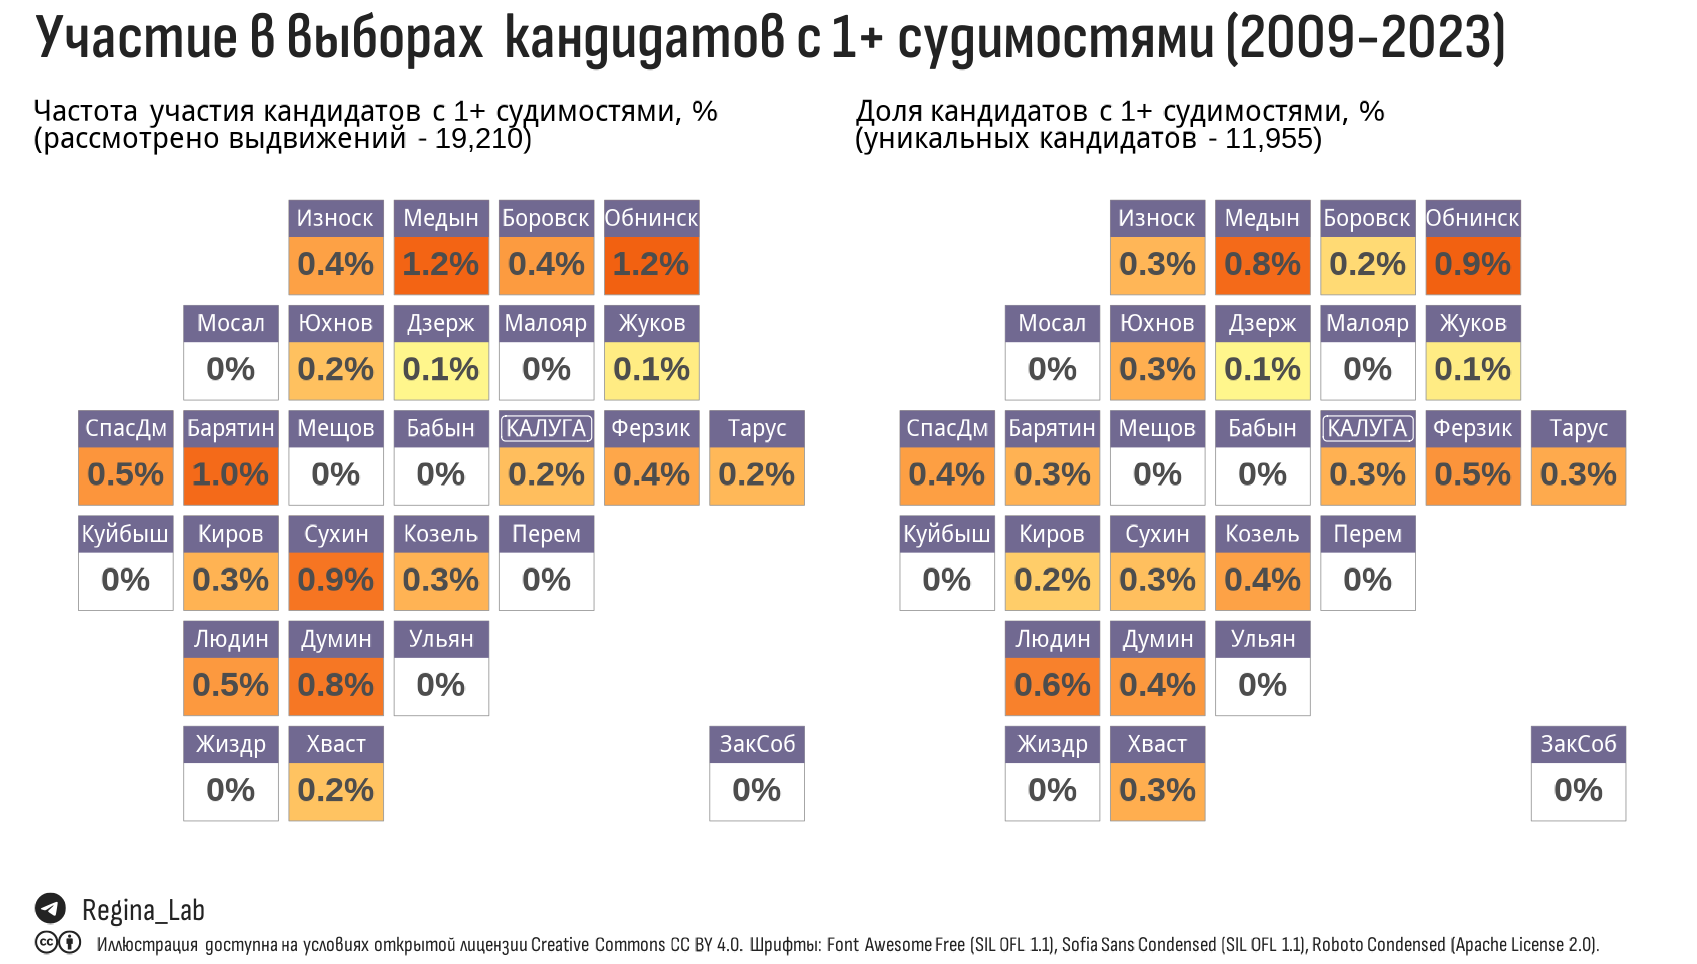 Участие в выборах кандидатов с 1+ судимостями (2009-2023)
Частота участия кандидатов с 1+ судимостями, %
(рассмотрено выдвижений - 19,210)
Доля кандидатов с 1+ судимостями, %
(уникальных кандидатов - 11,955)
Износк Медын Боровск Обнинск
0.4% 1.2% 0.4% 1.2%
Мосал Юхнов Дзерж Малояр Жуков
0% 0.2% 0.1% 0% 0.1%
СпасДм Барятин Мещов Бабын КАЛУГА Ферзик Тарус
0.5% 1.0% 0% 0% 0.2% 0.4% 0.2%
Куйбыш Киров Сухин Козель Перем
0% 0.3% 0.9% 0.3% 0%
Людин Думин Ульян
0.5% 0.8% 0%
Жиздр Хваст ЗакСоб
0% 0.2% 0%
Износк Медын Боровск Обнинск
0.3% 0.8% 0.2% 0.9%
Мосал Юхнов Дзерж Малояр Жуков
0% 0.3% 0.1% 0% 0.1%
СпасДм Барятин Мещов Бабын КАЛУГА Ферзик Тарус
0.4% 0.3% 0% 0% 0.3% 0.5% 0.3%
Куйбыш Киров Сухин Козель Перем
0% 0.2% 0.3% 0.4% 0%
Людин Думин Ульян
0.6% 0.4% 0%
Жиздр Хваст ЗакСоб
0% 0.3% 0%
Regina_Lab
cc Иллюстрация доступна на условиях открытой лицензии Creative Commons CC BY 4.0. Шрифты: Font Awesome Free (SIL OFL 1.1), Sofia Sans Condensed (SIL OFL 1.1), Roboto Condensed (Apache License 2.0).